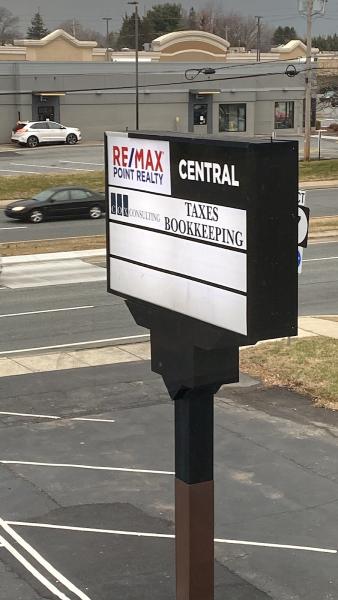 RE/MAX
POINT REALTY
CENTRAL
CONSULTING
TAXES
BOOKKEEPING